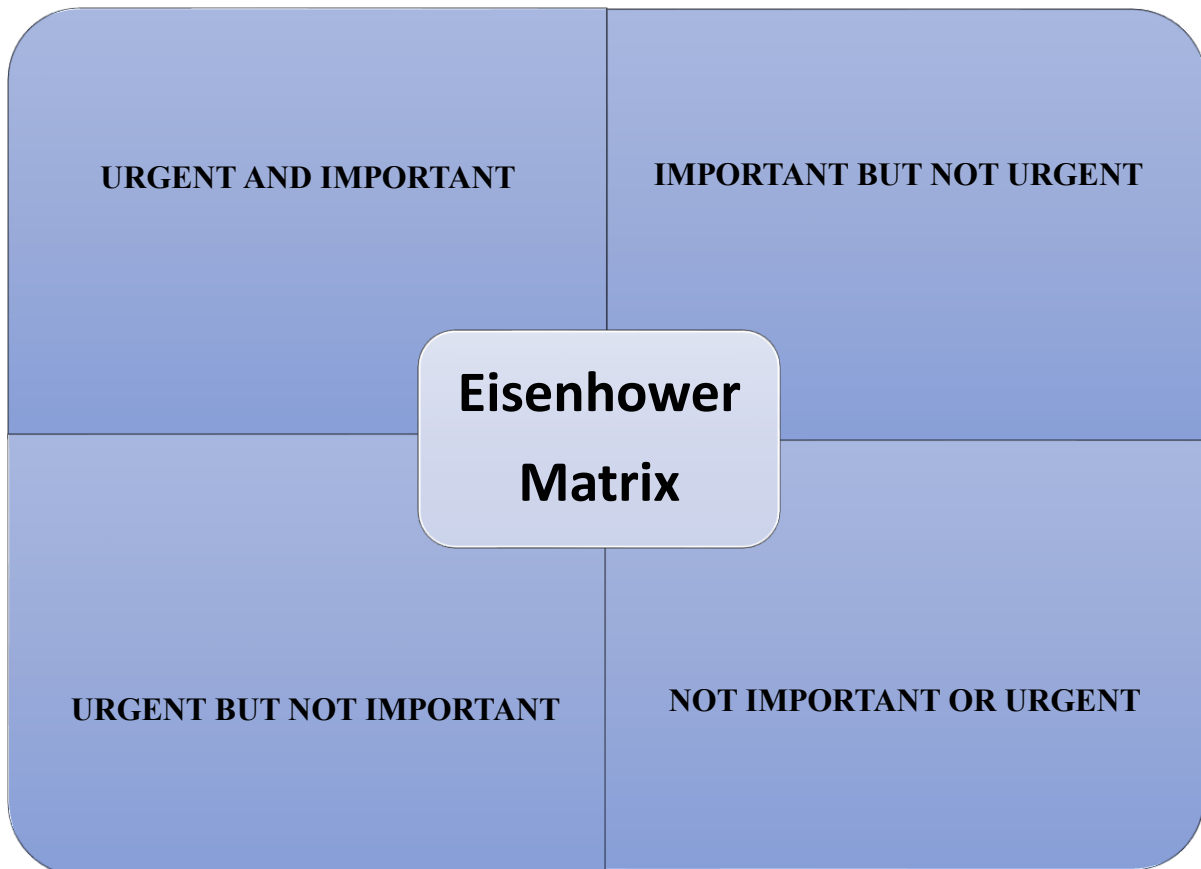 URGENT AND IMPORTANT
IMPORTANT BUT NOT URGENT
Eisenhower
Matrix
URGENT BUT NOT IMPORTANT
NOT IMPORTANT OR URGENT